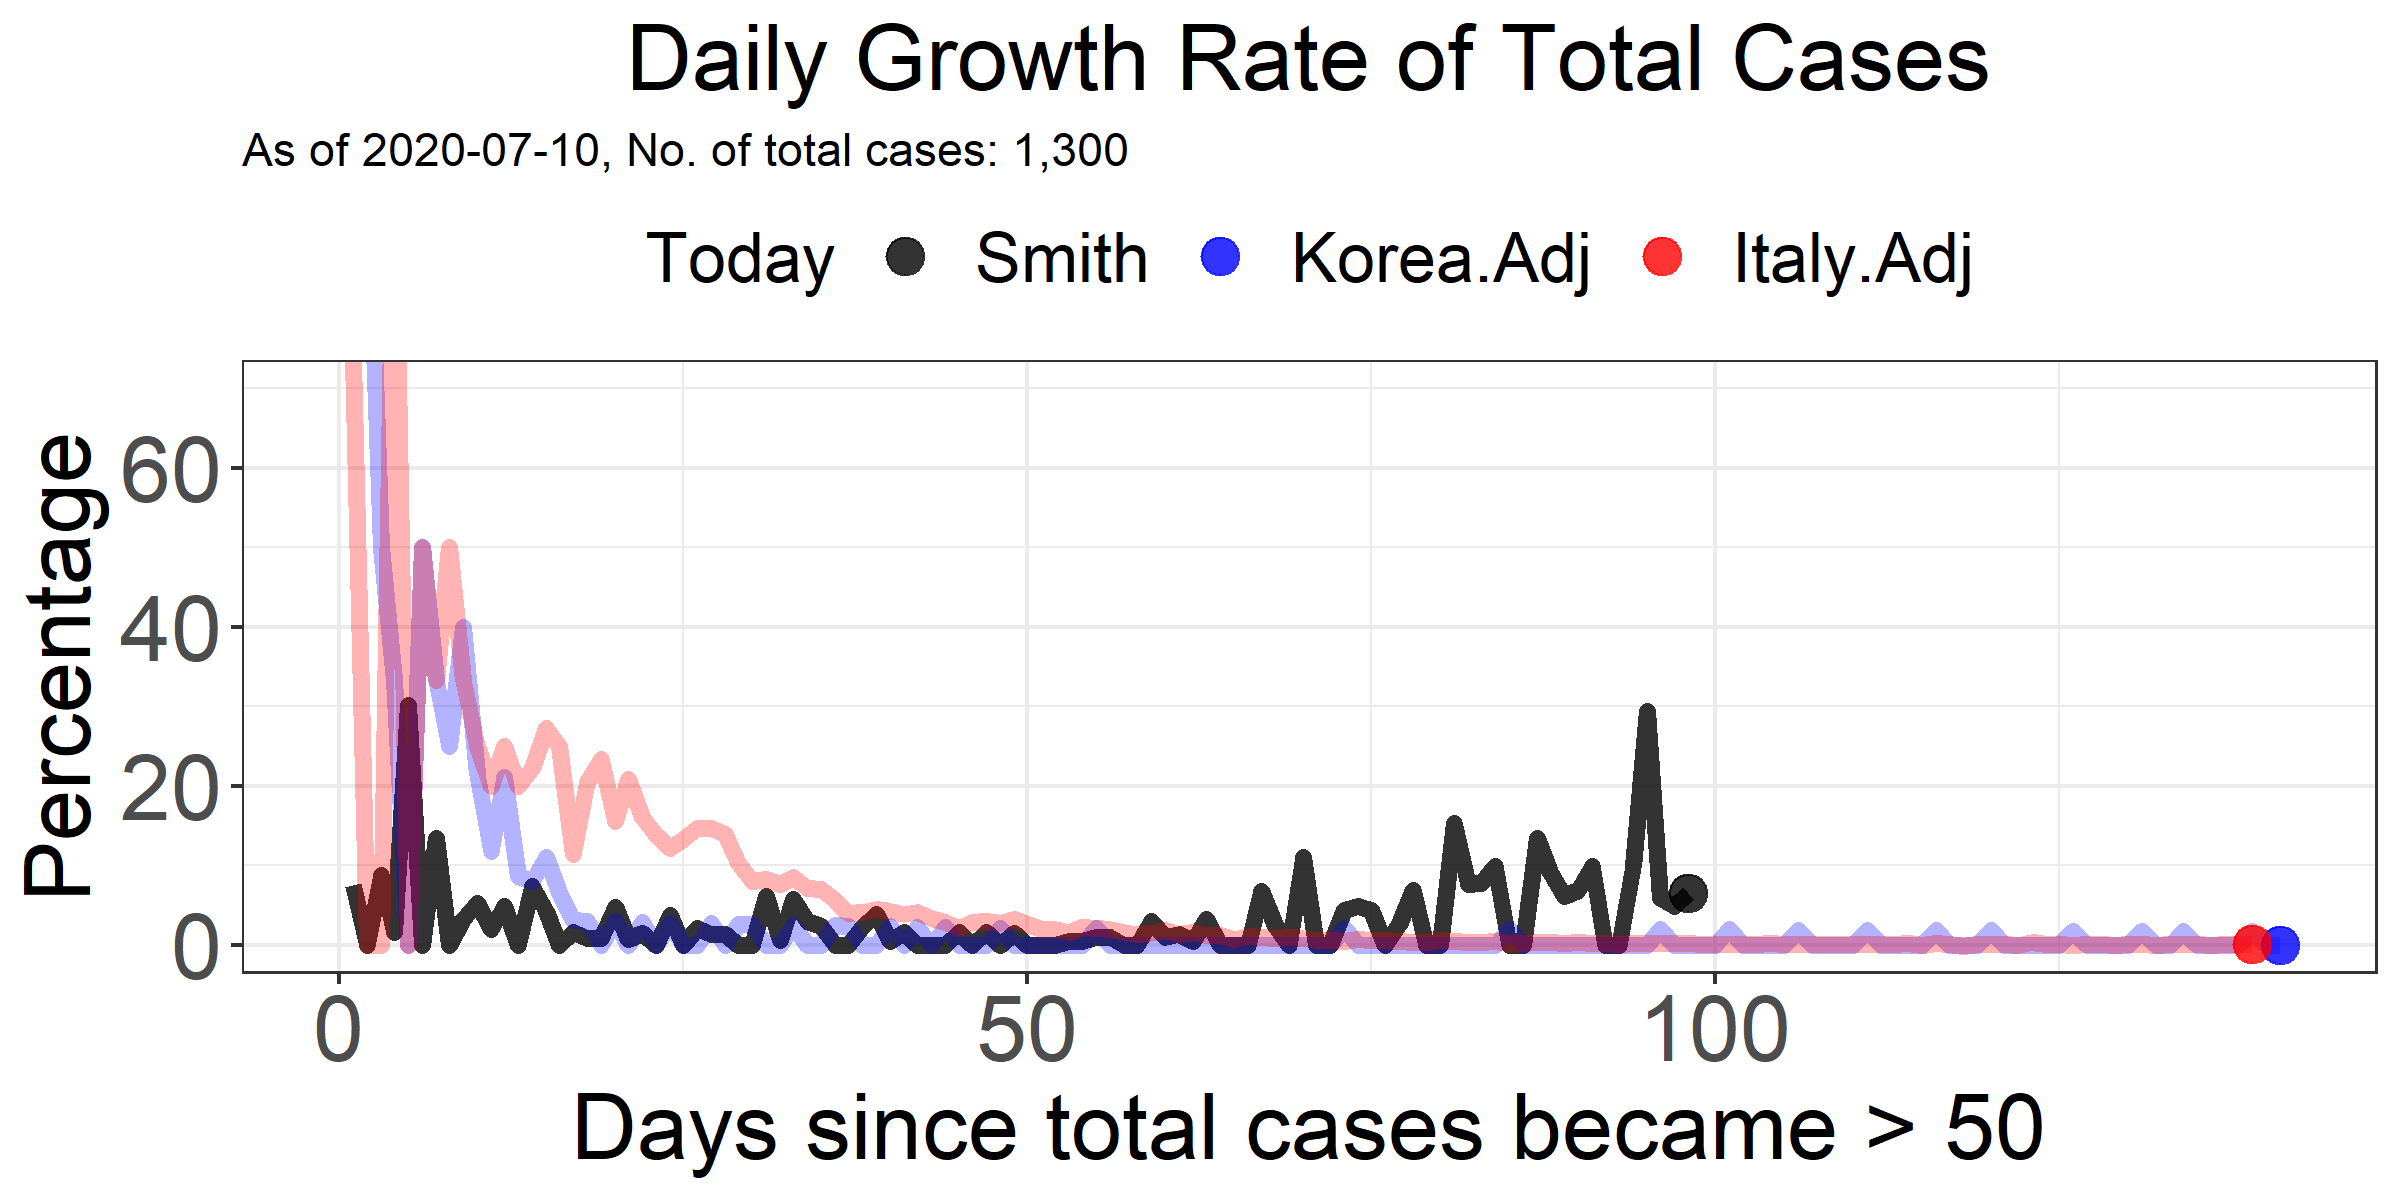 Daily Growth Rate of Total Cases
As of 2020-07-10, No. of total cases: 1,300
Today Smith Korea.Adj Italy.Adj
Percentage
60
40
20
0
0 50 100
Days since total cases became > 50